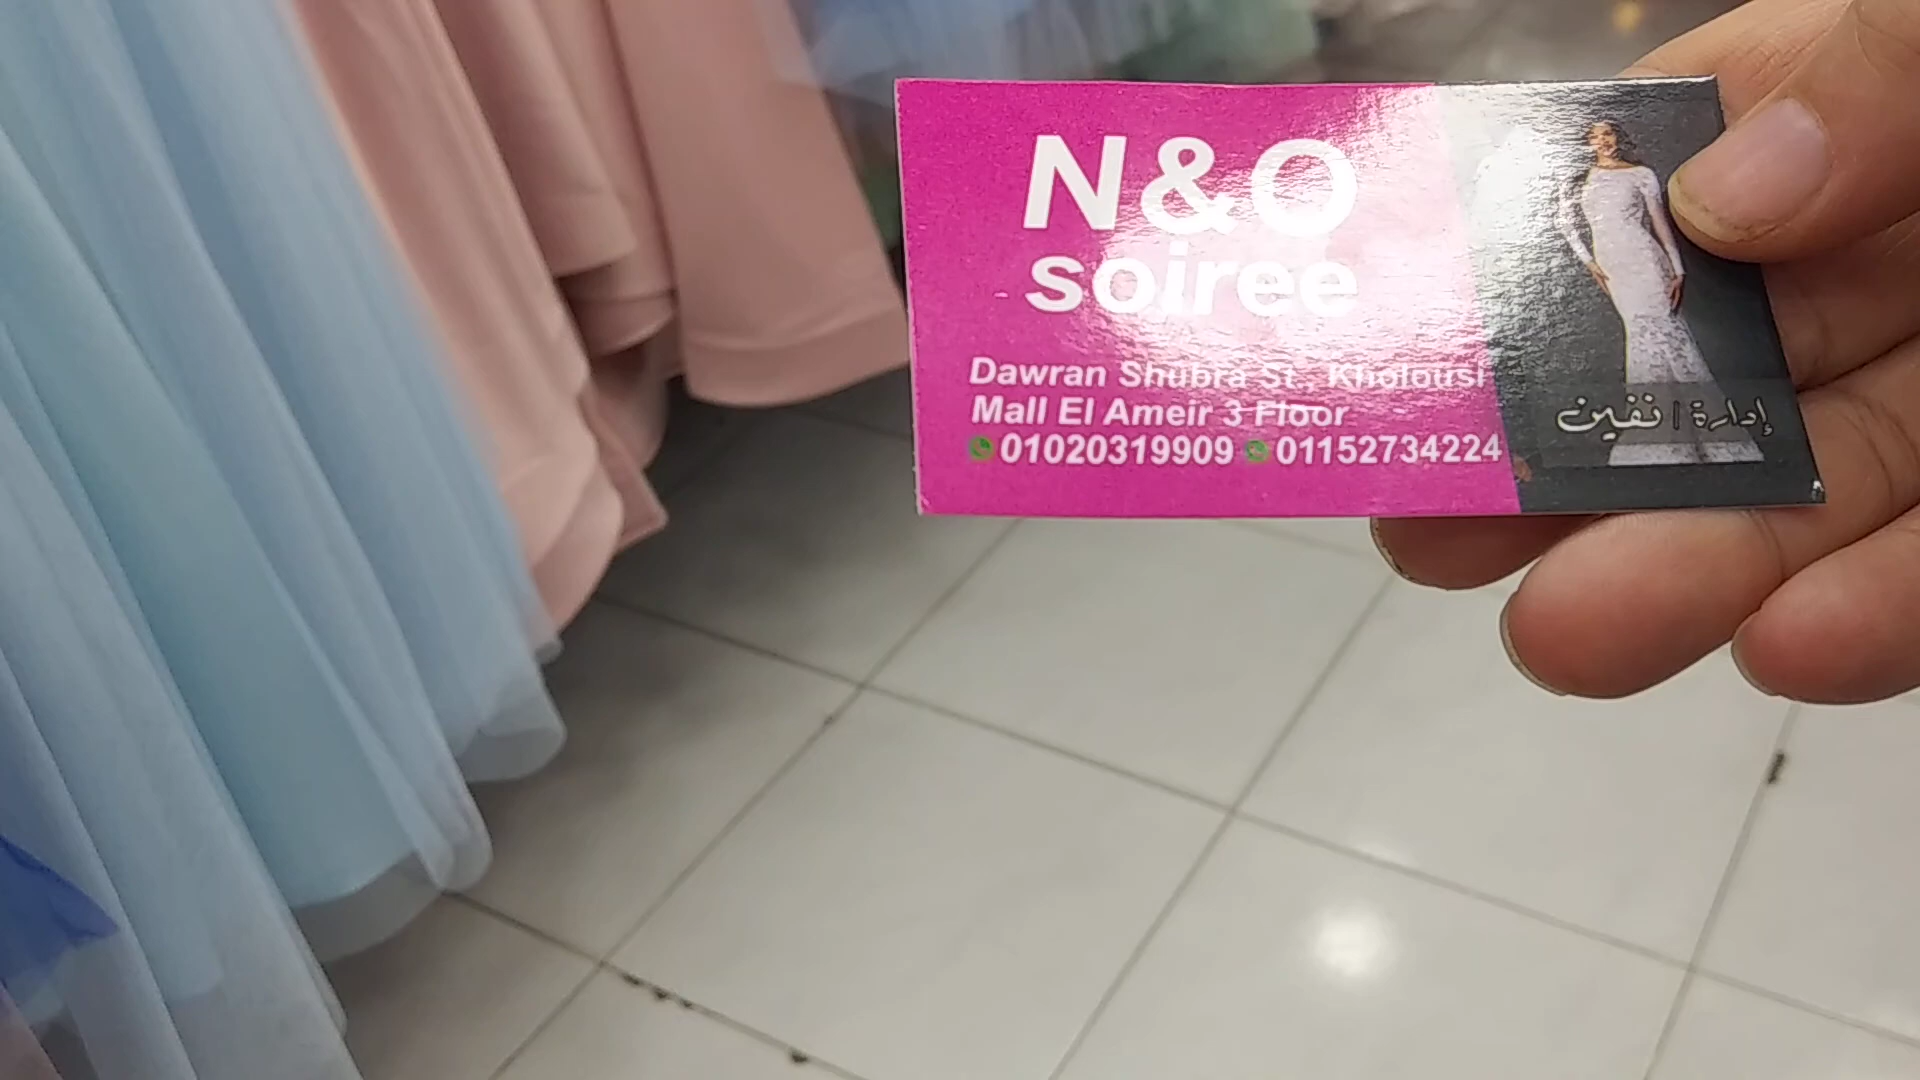 N&O
soiree
Dawran Shubra St., Kholousi
Mall El Ameir 3 Floor
01020319909 01152734224
إدارة | نفين